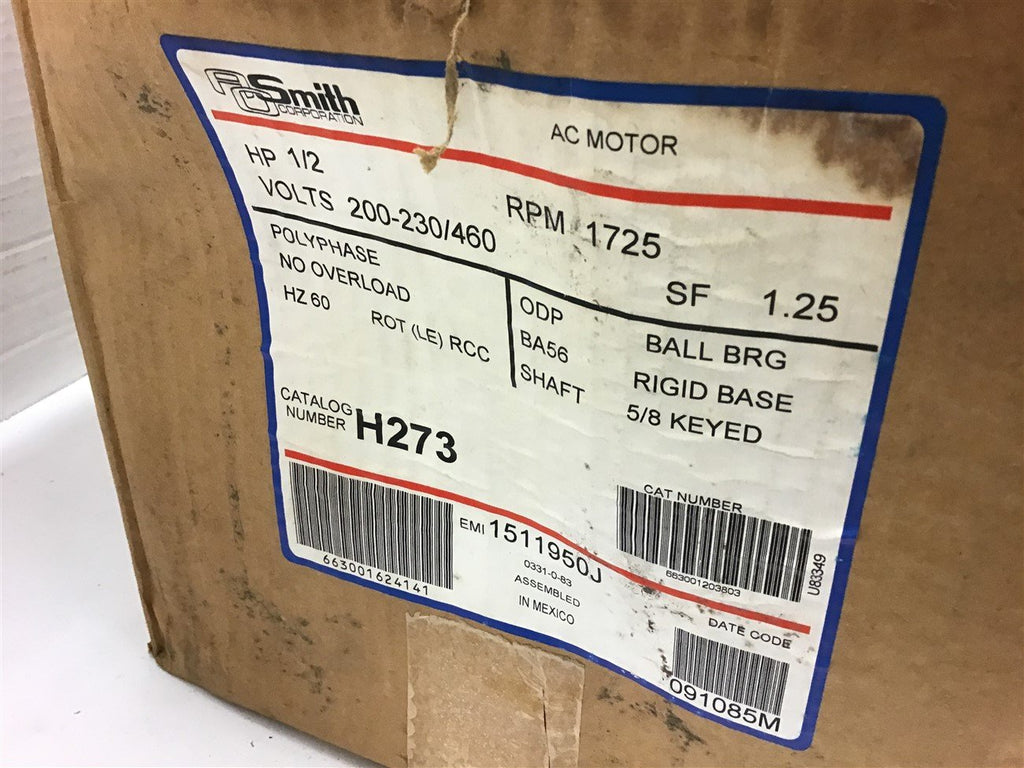 AO Smith
CORPORATION
AC MOTOR
HP 1/2
RPM 1725
VOLTS 200-230/460
SF 1.25
POLYPHASE
NO OVERLOAD
HZ 60
ROT (LE) RCC
ODP BALL BRG
BA56 RIGID BASE
SHAFT 5/8 KEYED
CATALOG
NUMBER H273
663001624141
EMI 1511950J
0331-0-83
ASSEMBLED
IN MEXICO
CAT NUMBER
663001203803
U83349
DATE CODE
091085M